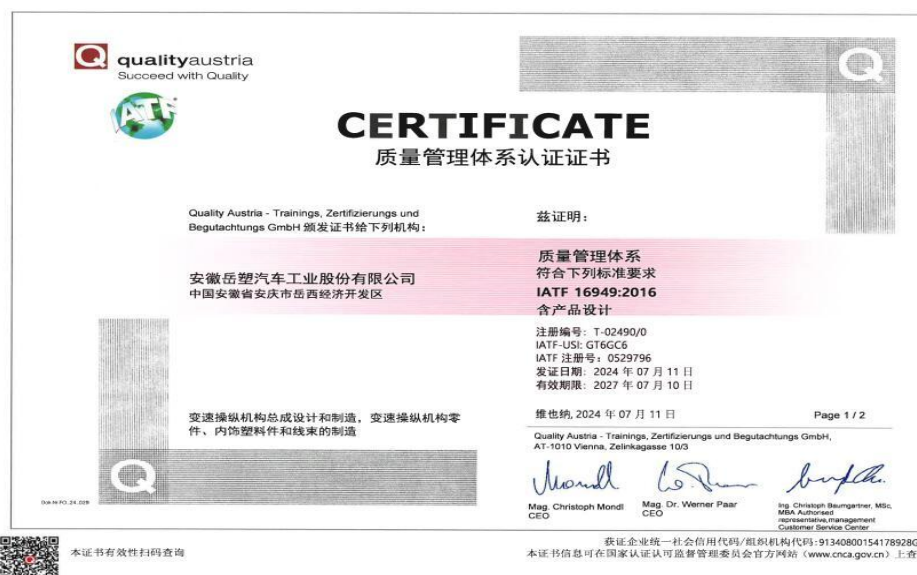 qualityaustria
Succeed with Quality
IATF
CERTIFICATE
质量管理体系认证证书
Quality Austria - Trainings, Zertifizierungs und
Begutachtungs GmbH 颁发证书给下列机构：
兹证明：
安徽岳塑汽车工业股份有限公司
中国安徽省安庆市岳西经济开发区
质量管理体系
符合下列标准要求
IATF 16949:2016
含产品设计
注册编号： T-02490/0
IATF-USI: GT6GC6
IATF 注册号：0529796
发证日期： 2024 年 07 月 11 日
有效期限： 2027 年 07 月 10 日
变速操纵机构总成设计和制造，变速操纵机构零
件、内饰塑料件和线束的制造
维也纳, 2024 年 07 月 11 日
Page 1 / 2
Quality Austria - Trainings, Zertifizierungs und Begutachtungs GmbH,
AT-1010 Vienna, Zelinkagasse 10/3
Mag. Christoph Mondl
CEO
Mag. Dr. Werner Paar
CEO
Ing. Christoph Baumgartner, MSc,
MBA Authorised
representative,management
Customer Service Center
Dok-Nr.FO_24_028
本证书有效性扫码查询
获证企业统一社会信用代码/组织机构代码：91340800154178928G
本证书信息可在国家认证认可监督管理委员会官方网站（www.cnca.gov.cn）上查